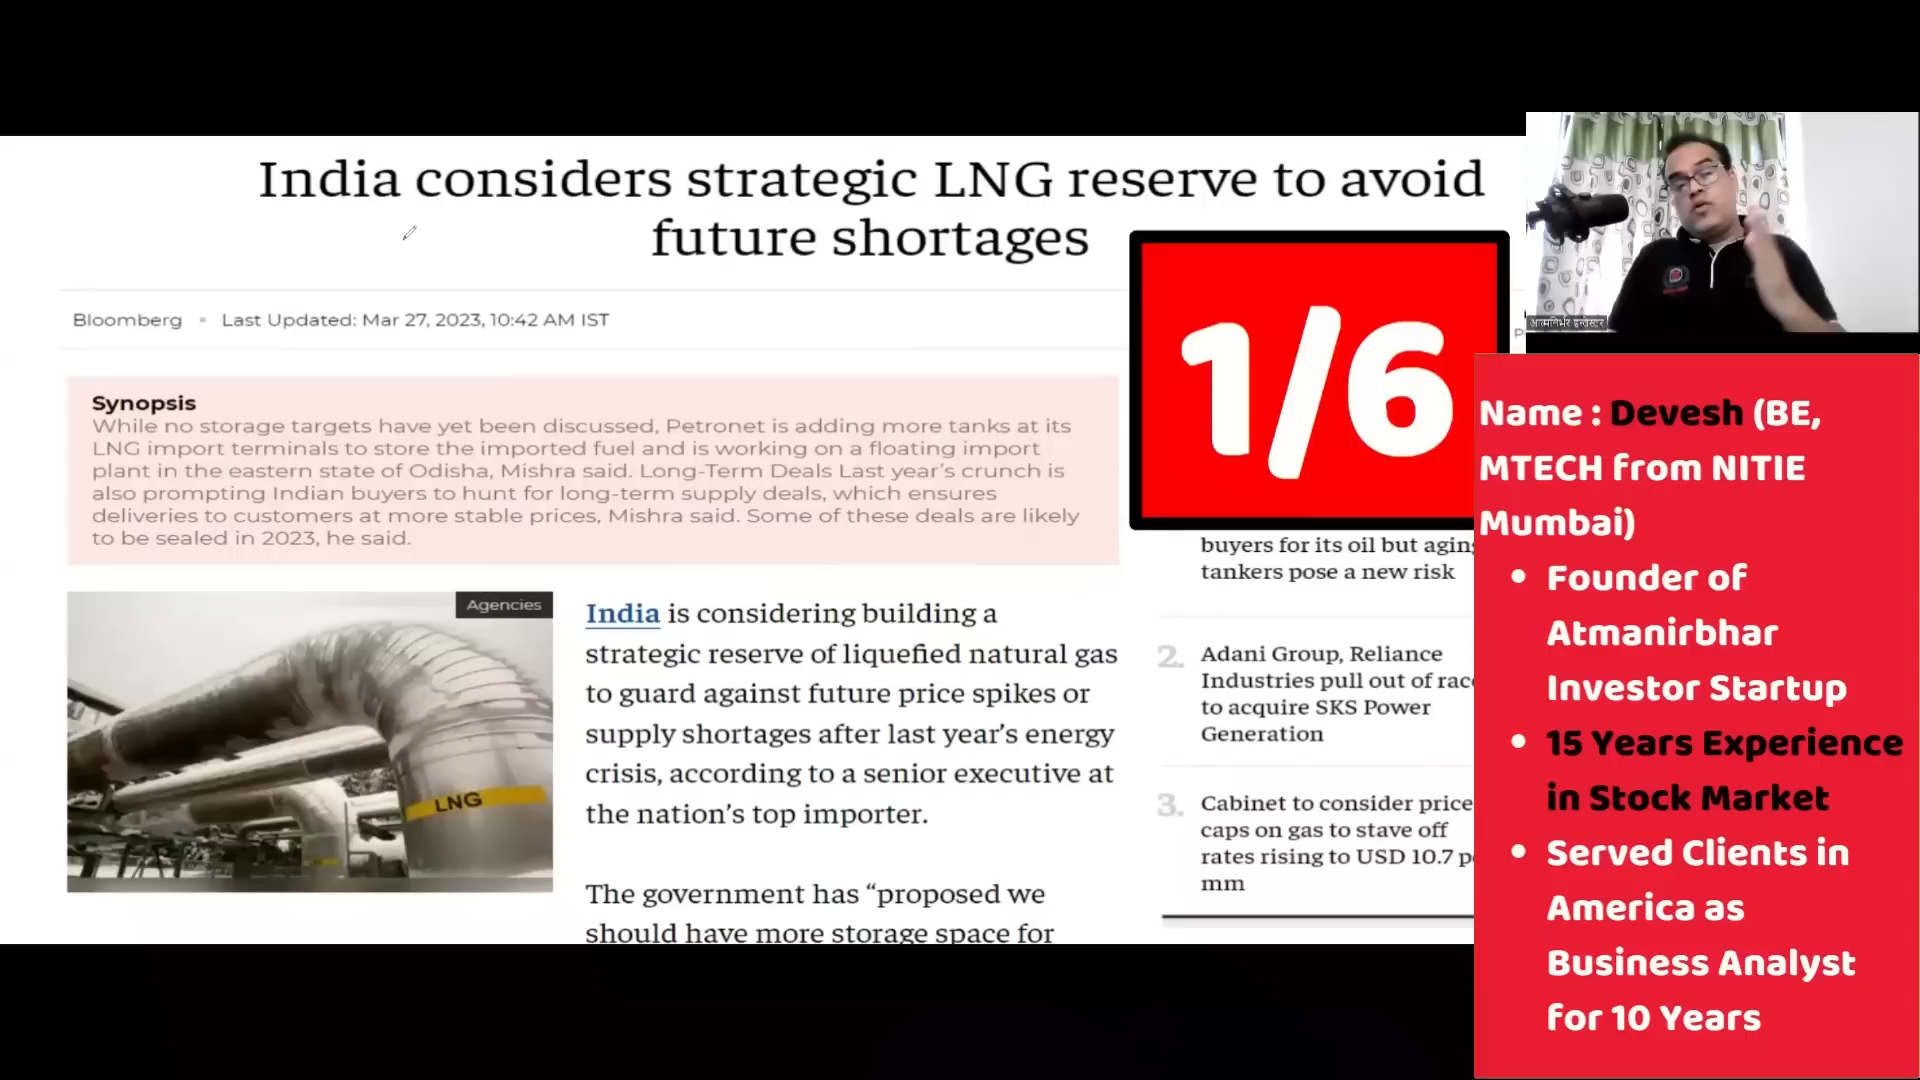 India considers strategic LNG reserve to avoid
future shortages
Bloomberg • Last Updated: Mar 27, 2023, 10:42 AM IST
Synopsis
While no storage targets have yet been discussed, Petronet is adding more tanks at its
LNG import terminals to store the imported fuel and is working on a floating import
plant in the eastern state of Odisha, Mishra said. Long-Term Deals Last year's crunch is
also prompting Indian buyers to hunt for long-term supply deals, which ensures
deliveries to customers at more stable prices, Mishra said. Some of these deals are likely
to be sealed in 2023, he said.
Agencies
LNG
India is considering building a
strategic reserve of liquefied natural gas
to guard against future price spikes or
supply shortages after last year's energy
crisis, according to a senior executive at
the nation's top importer.
The government has “proposed we
should have more storage space for
1/6
buyers for its oil but aging
tankers pose a new risk
2. Adani Group, Reliance
Industries pull out of race
to acquire SKS Power
Generation
3. Cabinet to consider price
caps on gas to stave off
rates rising to USD 10.7 p
mm
आत्मनिर्भर इन्वेस्टर
Name : Devesh (BE,
MTECH from NITIE
Mumbai)
• Founder of
Atmanirbhar
Investor Startup
• 15 Years Experience
in Stock Market
• Served Clients in
America as
Business Analyst
for 10 Years